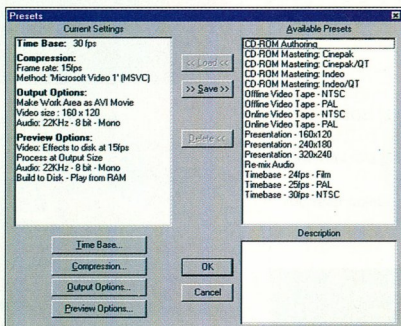 Presets
Current Settings
Time Base: 30 fps
Compression:
Frame rate: 15fps
Method: 'Microsoft Video 1' (MSVC)
Output Options:
Make Work Area as AVI Movie
Video size: 160 x 120
Audio: 22KHz - 8 bit - Mono
Preview Options:
Video: Effects to disk at 15fps
Process at Output Size
Audio: 22KHz - 8 bit - Mono
Build to Disk - Play from RAM
Time Base...
Compression...
Output Options...
Preview Options...
<< Load <<
>> Save >>
Delete <<
OK
Cancel
Available Presets
CD-ROM Authoring
CD-ROM Mastering: Cinepak
CD-ROM Mastering: Cinepak/QT
CD-ROM Mastering: Indeo
CD-ROM Mastering: Indeo/QT
Offline Video Tape - NTSC
Offline Video Tape - PAL
Online Video Tape - NTSC
Online Video Tape - PAL
Presentation - 160x120
Presentation - 240x180
Presentation - 320x240
Re-mix Audio
Timebase - 24fps - Film
Timebase - 25fps - PAL
Timebase - 30fps - NTSC
Description